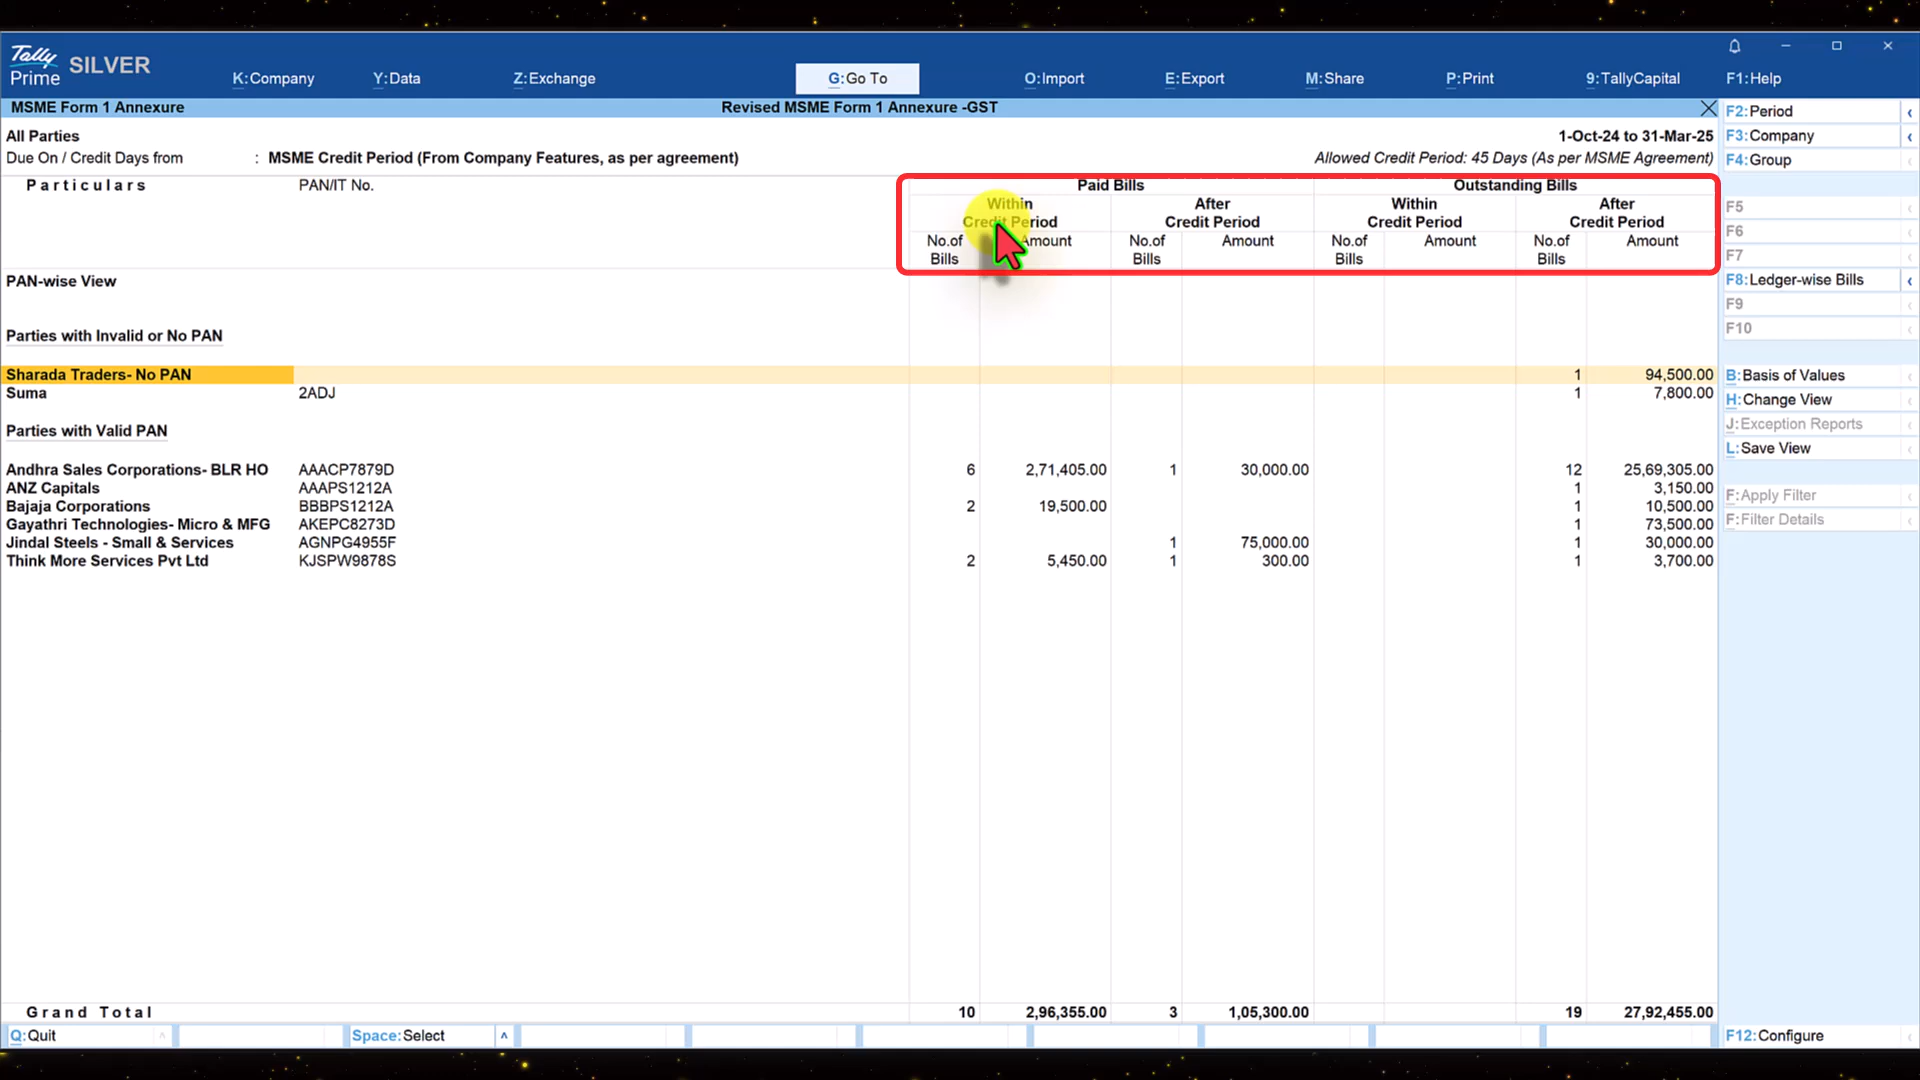 Tally
Prime SILVER
K:Company Y:Data Z:Exchange G:Go To O:Import E:Export M:Share P:Print 9:TallyCapital F1:Help
MSME Form 1 Annexure Revised MSME Form 1 Annexure -GST
All Parties 1-Oct-24 to 31-Mar-25
Due On / Credit Days from : MSME Credit Period (From Company Features, as per agreement) Allowed Credit Period: 45 Days (As per MSME Agreement)
Particulars PAN/IT No. Paid Bills Outstanding Bills
Within After Within After
Credit Period Credit Period Credit Period Credit Period
No.of Amount No.of Amount No.of Amount No.of Amount
Bills Bills Bills Bills
PAN-wise View
Parties with Invalid or No PAN
Sharada Traders- No PAN 1 94,500.00
Suma 2ADJ 1 7,800.00
Parties with Valid PAN
Andhra Sales Corporations- BLR HO AAACP7879D 6 2,71,405.00 1 30,000.00 12 25,69,305.00
ANZ Capitals AAAPS1212A 1 3,150.00
Bajaja Corporations BBBPS1212A 2 19,500.00 1 10,500.00
Gayathri Technologies- Micro & MFG AKEPC8273D 1 73,500.00
Jindal Steels - Small & Services AGNPG4955F 1 75,000.00 1 30,000.00
Think More Services Pvt Ltd KJSPW9878S 2 5,450.00 1 300.00 1 3,700.00
Grand Total 10 2,96,355.00 3 1,05,300.00 19 27,92,455.00
Q:Quit Space:Select
F2:Period
F3:Company
F4:Group
F5
F6
F7
F8:Ledger-wise Bills
F9
F10
B:Basis of Values
H:Change View
J:Exception Reports
L:Save View
F:Apply Filter
F:Filter Details
F12:Configure